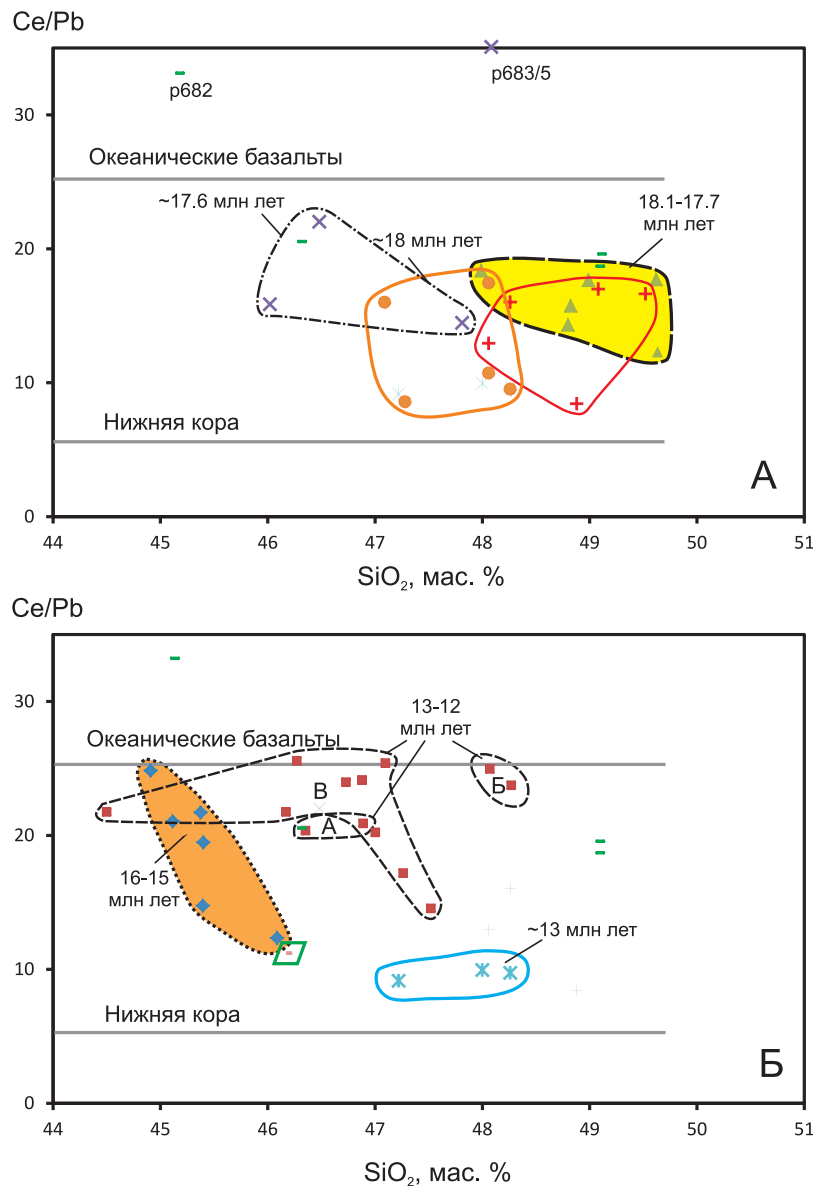 Ce/Pb
p682
p683/5
30
Океанические базальты
~17.6 млн лет
18.1-17.7
млн лет
~18 млн лет
20
10
Нижняя кора
А
0
44 45 46 47 48 49 50 51
SiO₂, мас. %
Ce/Pb
30
13-12
млн лет
Океанические базальты
В
Б
А
20
16-15
млн лет
~13 млн лет
10
Нижняя кора
Б
0
44 45 46 47 48 49 50 51
SiO₂, мас. %